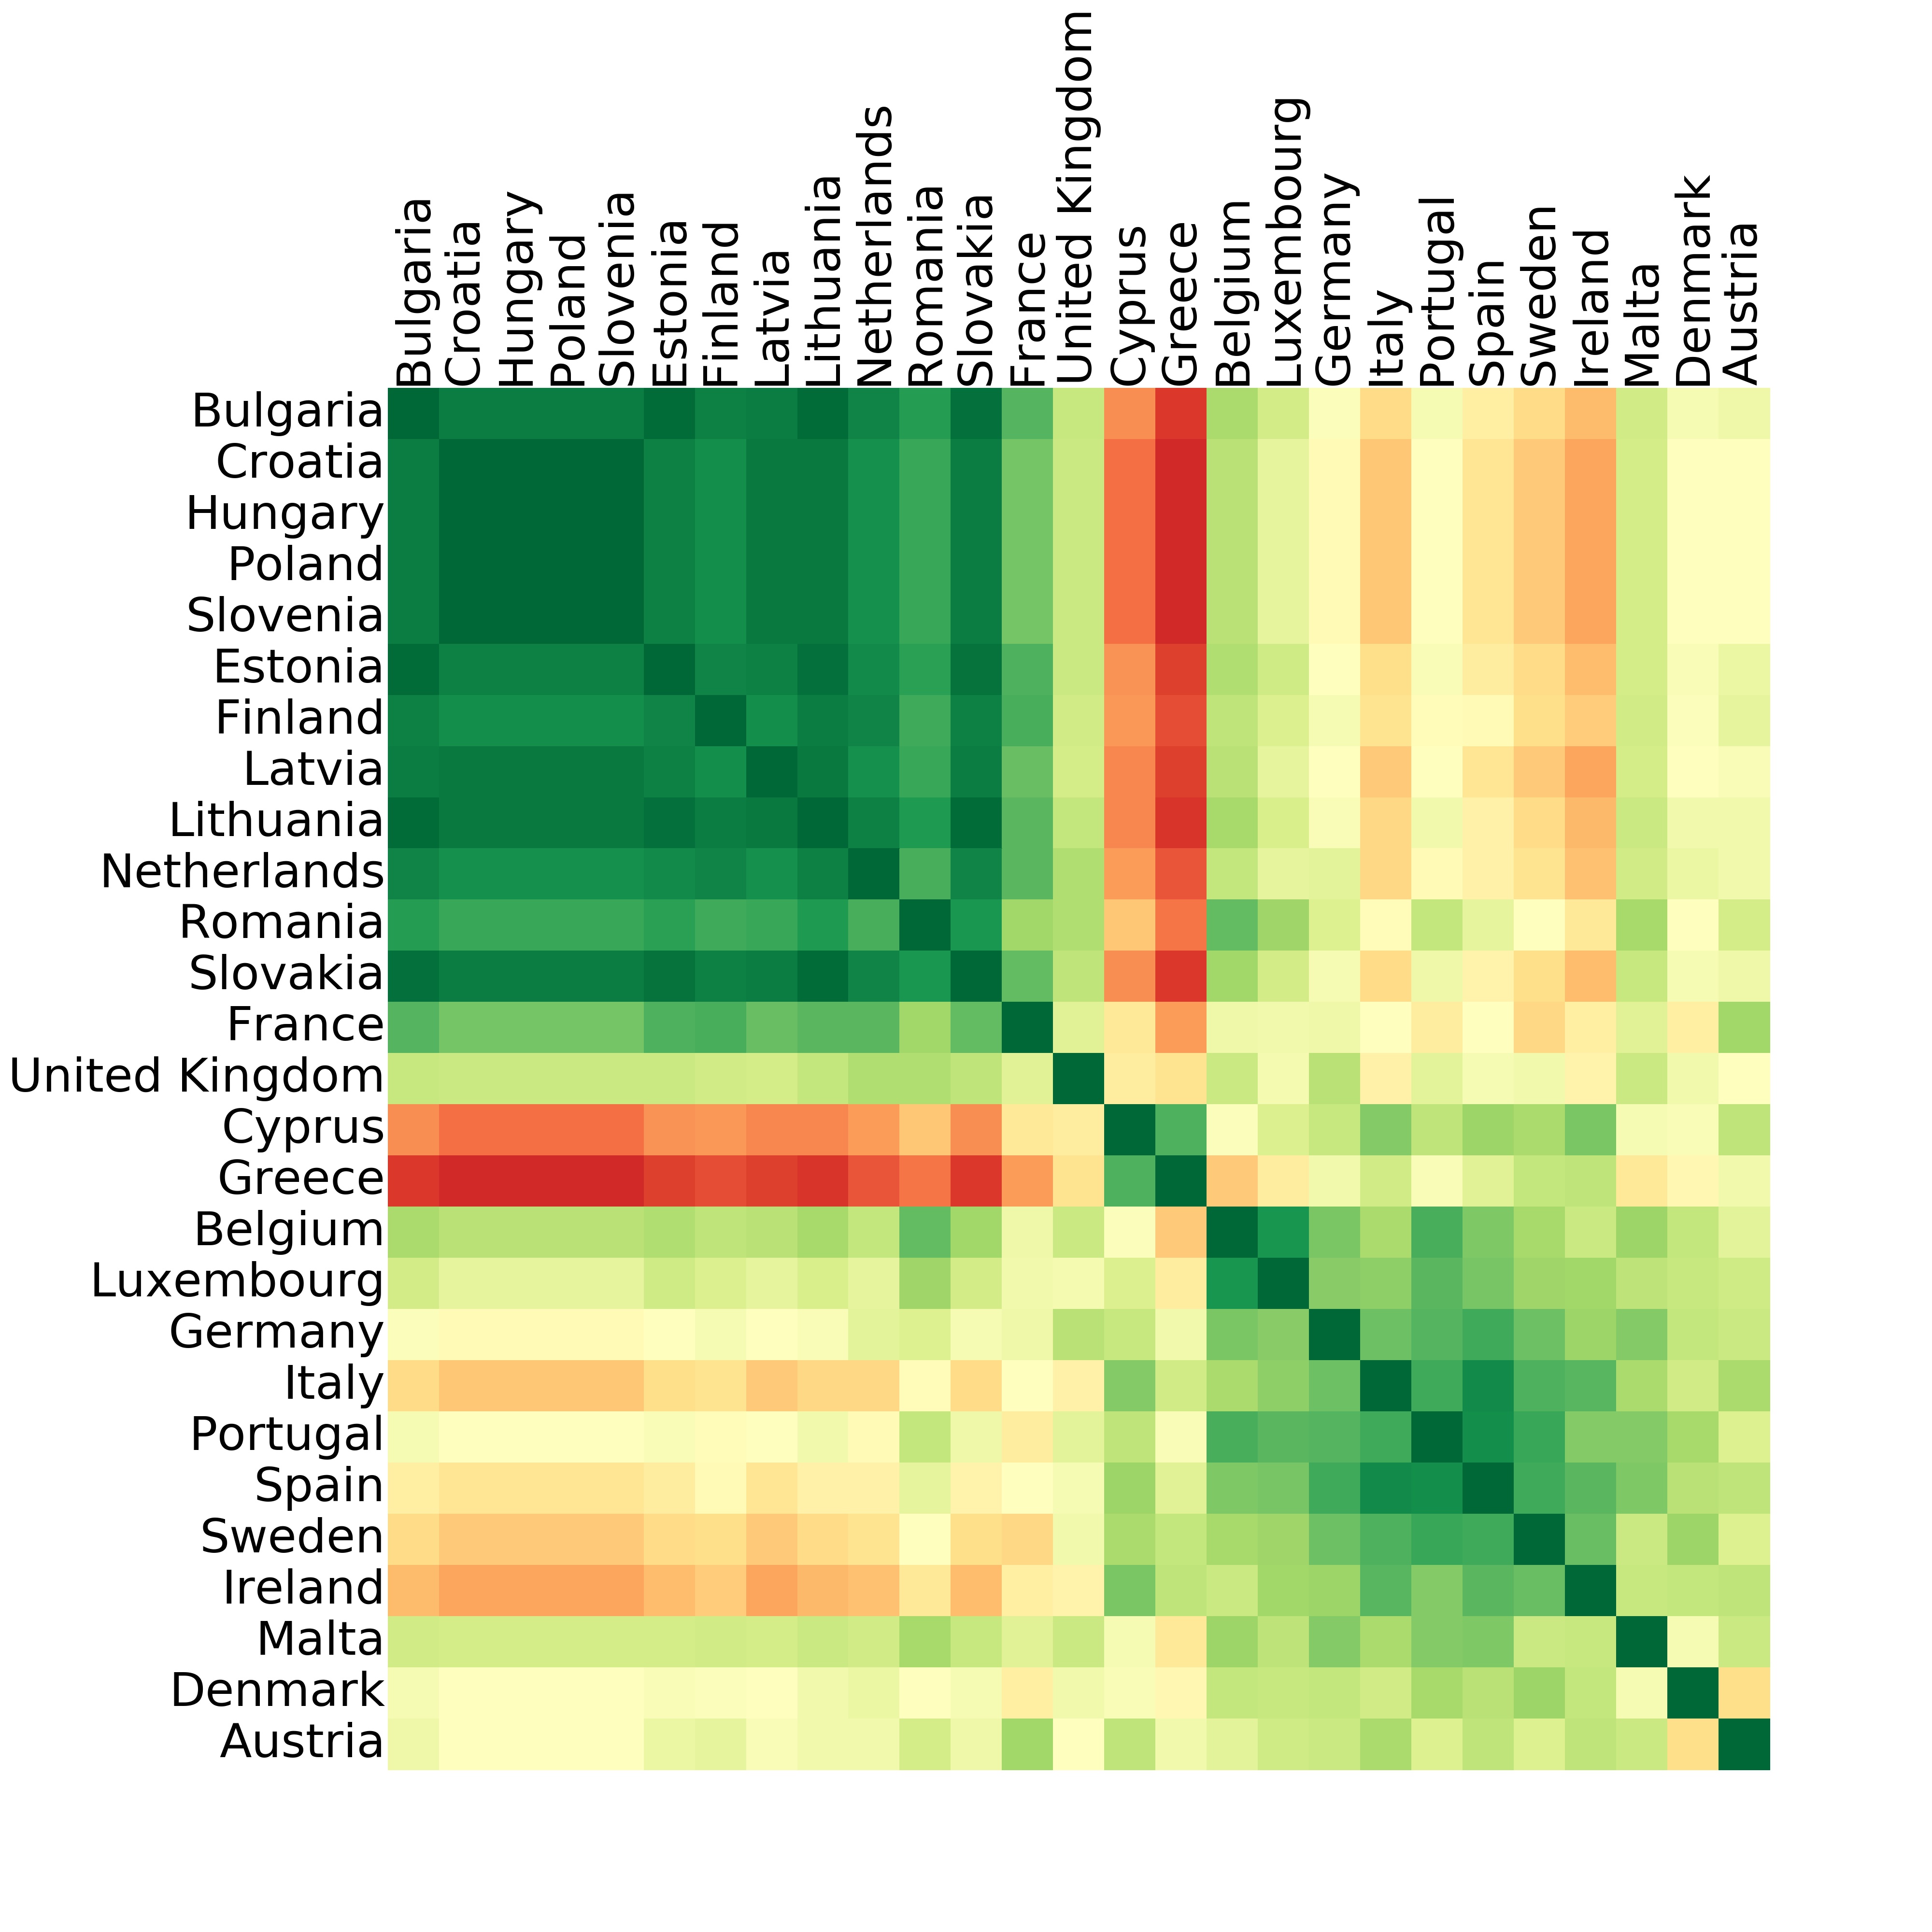 Bulgaria
Croatia
Hungary
Poland
Slovenia
Estonia
Finland
Latvia
Lithuania
Netherlands
Romania
Slovakia
France
United Kingdom
Cyprus
Greece
Belgium
Luxembourg
Germany
Italy
Portugal
Spain
Sweden
Ireland
Malta
Denmark
Austria
Bulgaria
Croatia
Hungary
Poland
Slovenia
Estonia
Finland
Latvia
Lithuania
Netherlands
Romania
Slovakia
France
United Kingdom
Cyprus
Greece
Belgium
Luxembourg
Germany
Italy
Portugal
Spain
Sweden
Ireland
Malta
Denmark
Austria